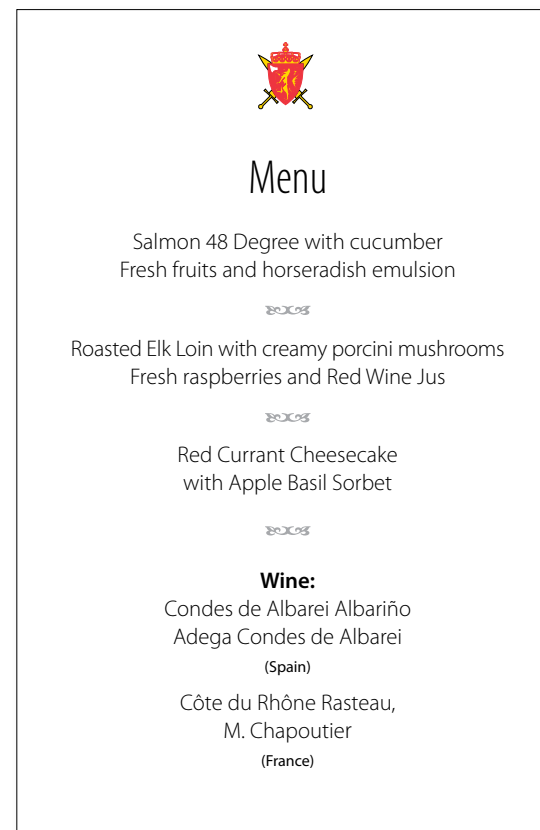 Menu
Salmon 48 Degree with cucumber
Fresh fruits and horseradish emulsion
Roasted Elk Loin with creamy porcini mushrooms
Fresh raspberries and Red Wine Jus
Red Currant Cheesecake
with Apple Basil Sorbet
Wine:
Condes de Albarei Albariño
Adega Condes de Albarei
(Spain)
Côte du Rhône Rasteau,
M. Chapoutier
(France)